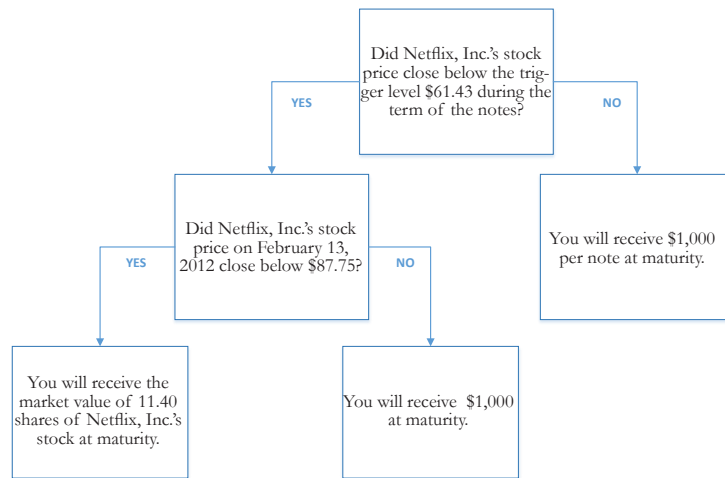 Did Netflix, Inc.'s stock
price close below the trig-
ger level $61.43 during the
term of the notes?
YES
NO
Did Netflix, Inc.'s stock
price on February 13,
2012 close below $87.75?
You will receive $1,000
per note at maturity.
YES
NO
You will receive the
market value of 11.40
shares of Netflix, Inc.'s
stock at maturity.
You will receive $1,000
at maturity.